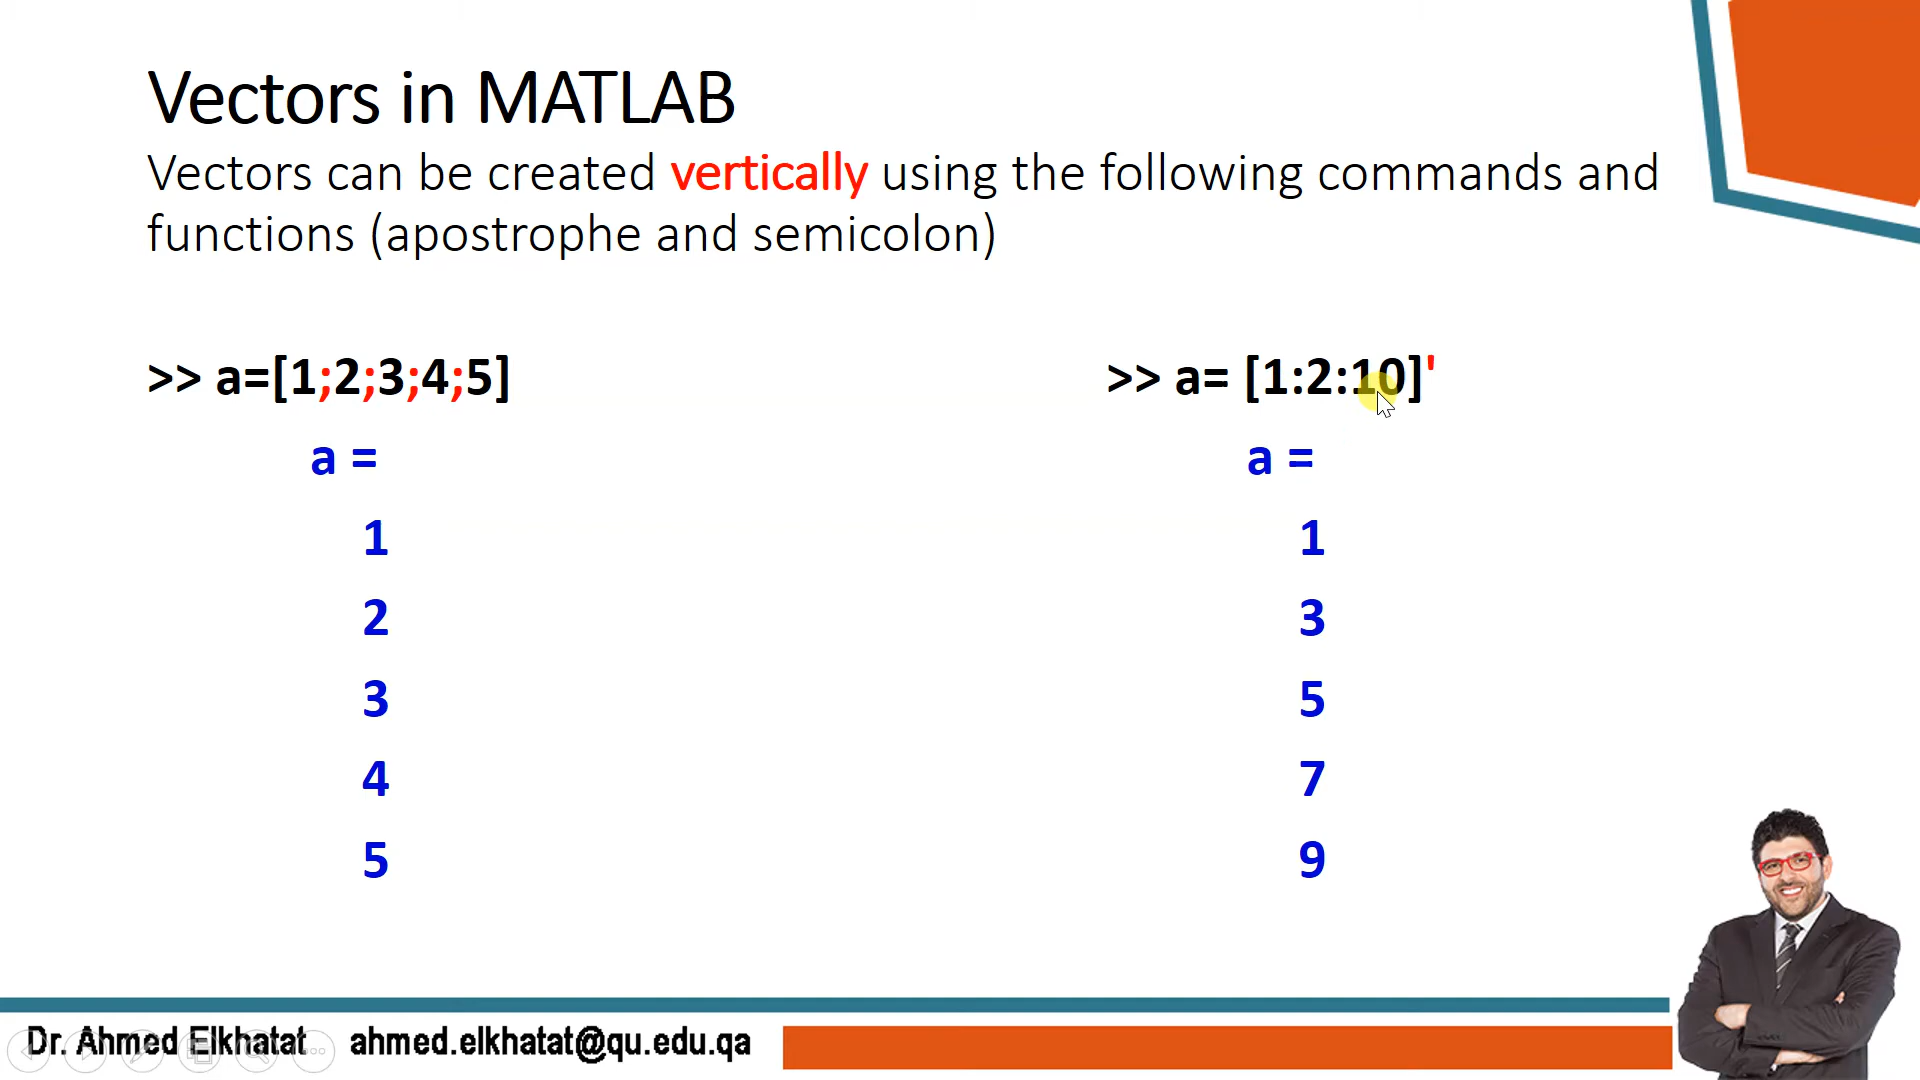 Vectors in MATLAB
Vectors can be created vertically using the following commands and
functions (apostrophe and semicolon)
>> a=[1;2;3;4;5]
a =
1
2
3
4
5
>> a= [1:2:10]'
a =
1
3
5
7
9
Dr. Ahmed Elkhatat ahmed.elkhatat@qu.edu.qa